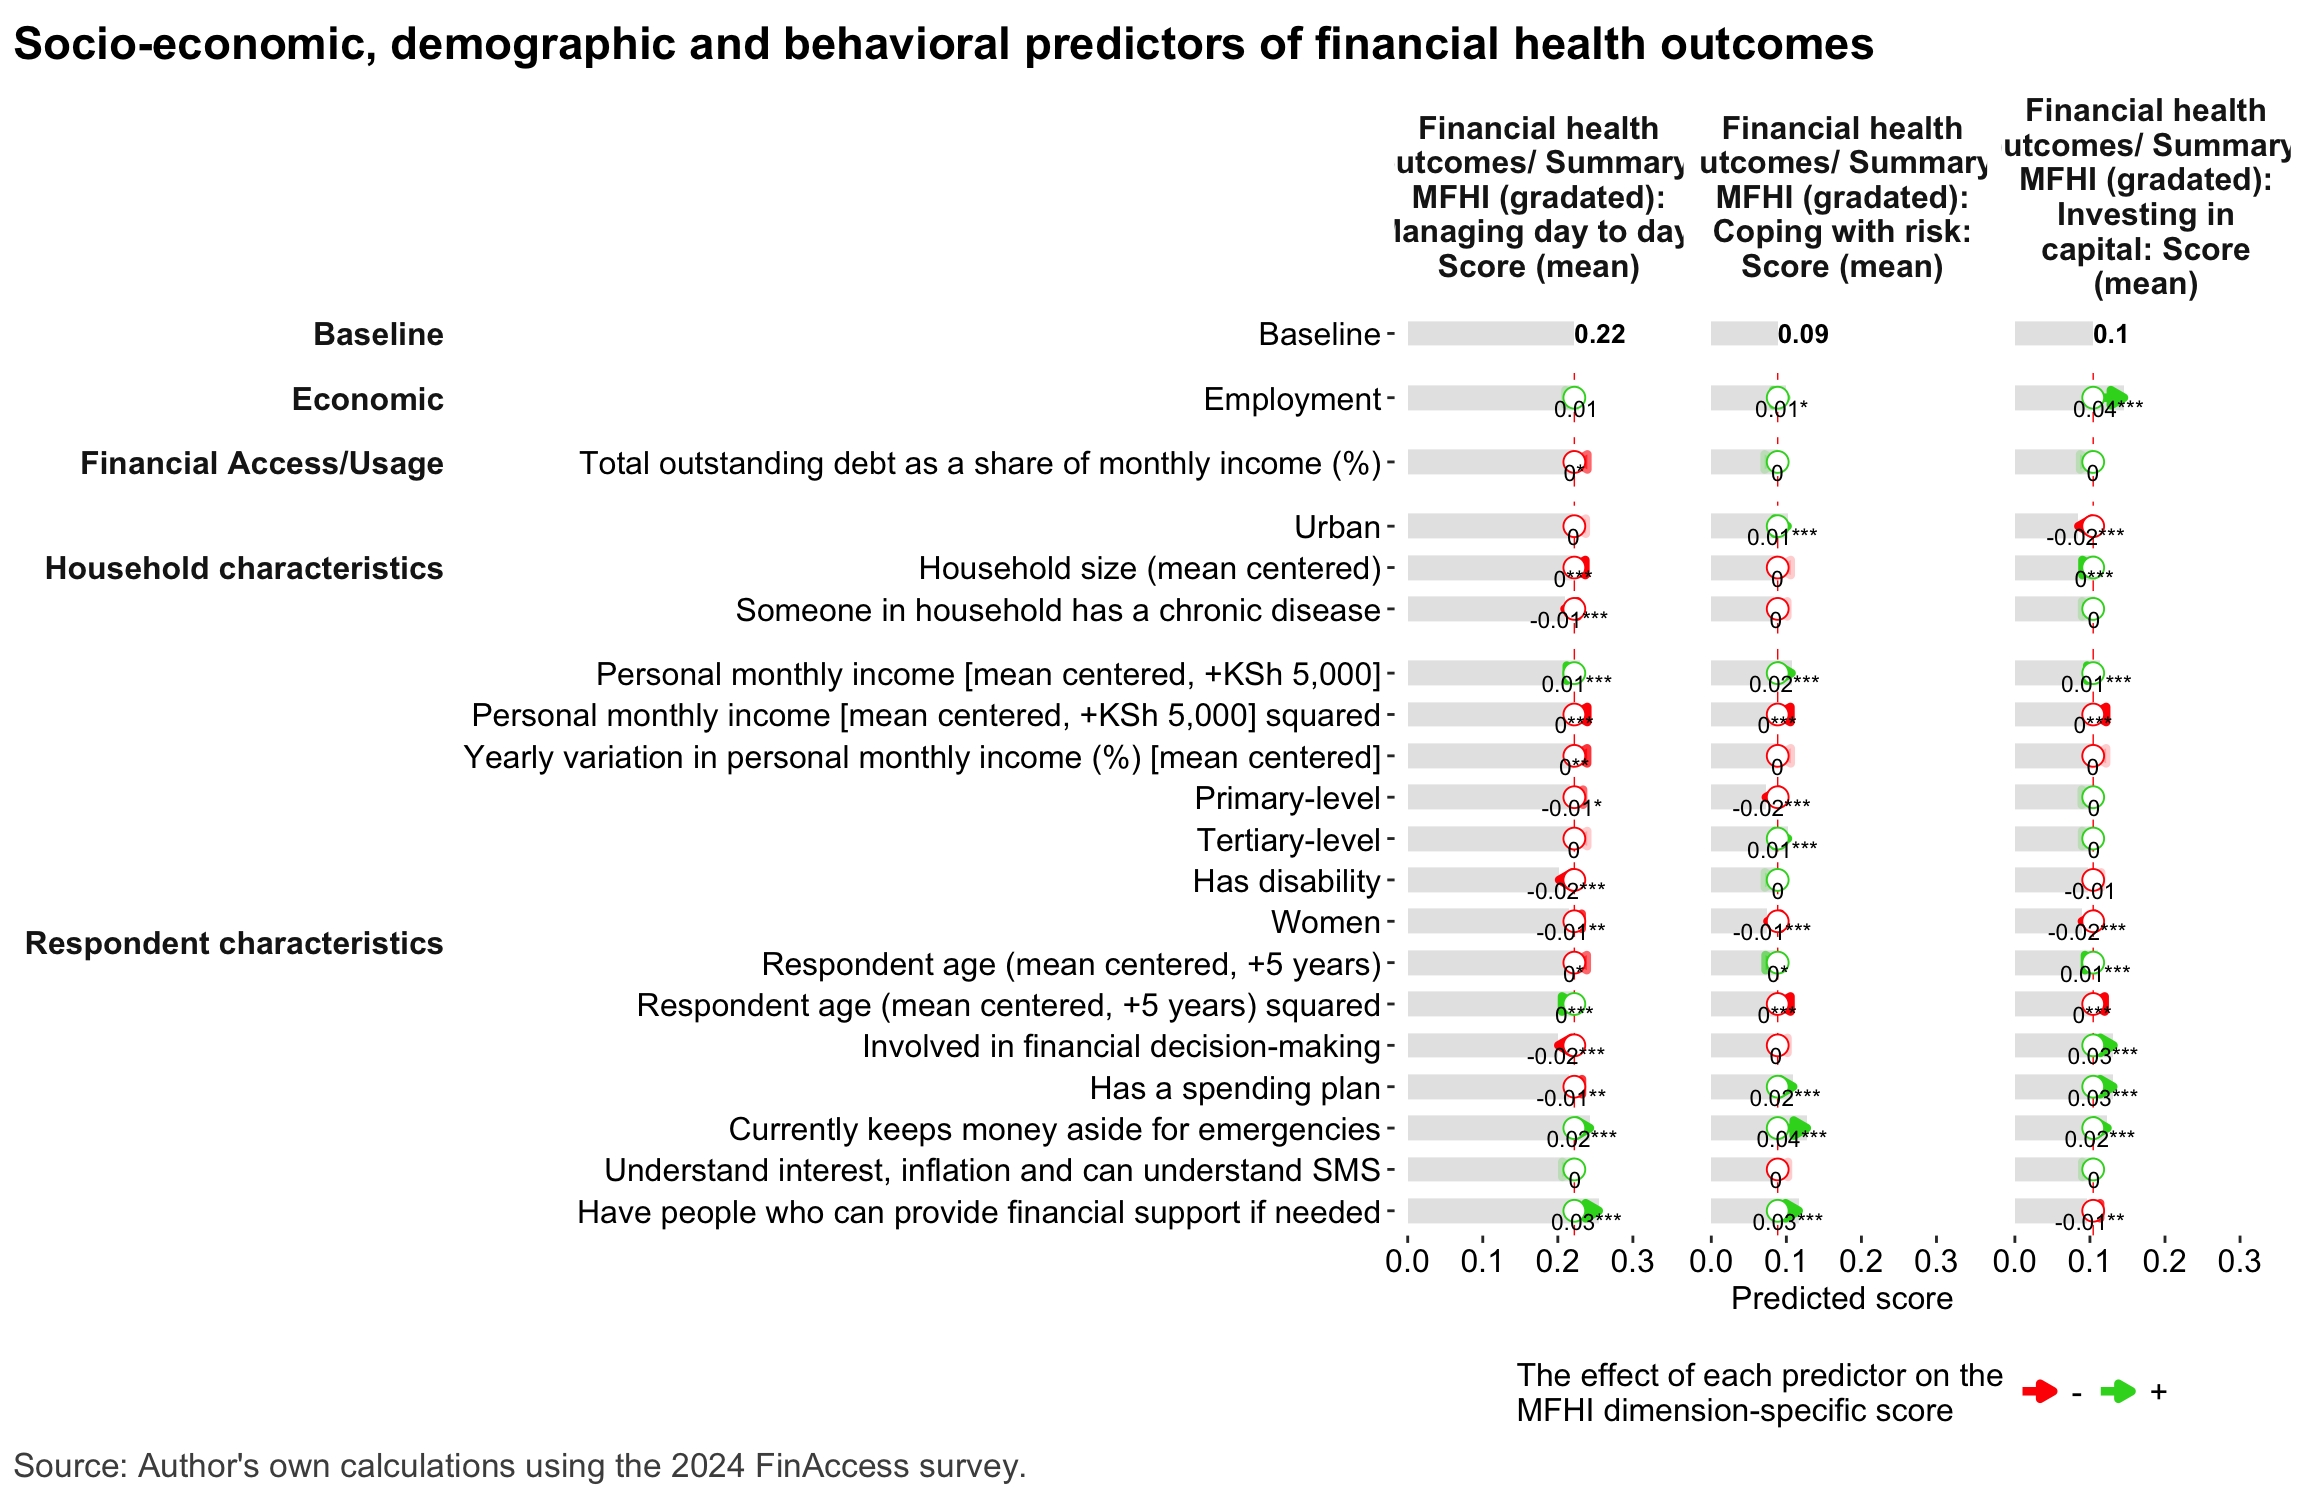 Socio-economic, demographic and behavioral predictors of financial health outcomes
Financial health
utcomes/ Summary
MFHI (gradated):
lanaging day to day
Score (mean)
Financial health
utcomes/ Summary
MFHI (gradated):
Coping with risk:
Score (mean)
Financial health
utcomes/ Summary
MFHI (gradated):
Investing in
capital: Score
(mean)
Baseline Baseline 0.22 0.09 0.1
Economic Employment 0.01 0.01* 0.04***
Financial Access/Usage Total outstanding debt as a share of monthly income (%) 0* 0 0
Urban 0 0.01*** -0.02***
Household characteristics Household size (mean centered) 0*** 0 0***
Someone in household has a chronic disease -0.01*** 0 0
Personal monthly income [mean centered, +KSh 5,000] 0.01*** 0.02*** 0.01***
Personal monthly income [mean centered, +KSh 5,000] squared 0*** 0*** 0***
Yearly variation in personal monthly income (%) [mean centered] 0** 0 0
Primary-level -0.01* -0.02*** 0
Tertiary-level 0 0.01*** 0
Has disability -0.02*** 0 -0.01
Women -0.01** -0.01*** -0.02***
Respondent characteristics
Respondent age (mean centered, +5 years) 0* 0* 0.01***
Respondent age (mean centered, +5 years) squared 0*** 0*** 0***
Involved in financial decision-making -0.02*** 0 0.03***
Has a spending plan -0.01** 0.02*** 0.03***
Currently keeps money aside for emergencies 0.02*** 0.04*** 0.02***
Understand interest, inflation and can understand SMS 0 0 0
Have people who can provide financial support if needed 0.03*** 0.03*** -0.01**
0.0 0.1 0.2 0.3 0.0 0.1 0.2 0.3 0.0 0.1 0.2 0.3
Predicted score
The effect of each predictor on the
MFHI dimension-specific score - +
Source: Author's own calculations using the 2024 FinAccess survey.